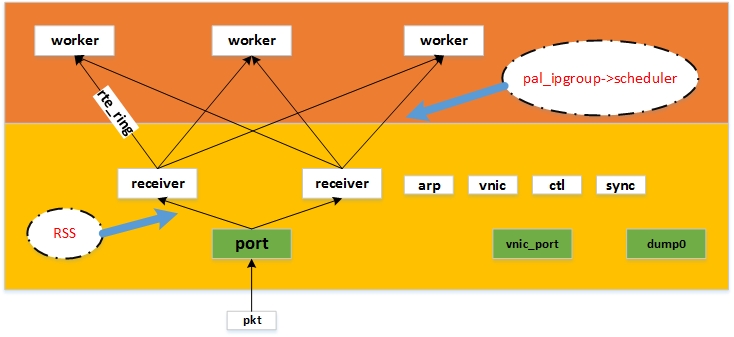 worker
worker
worker
pal_ipgroup->scheduler
rte_ring
receiver
receiver
arp
vnic
ctl
sync
RSS
port
vnic_port
dump0
pkt